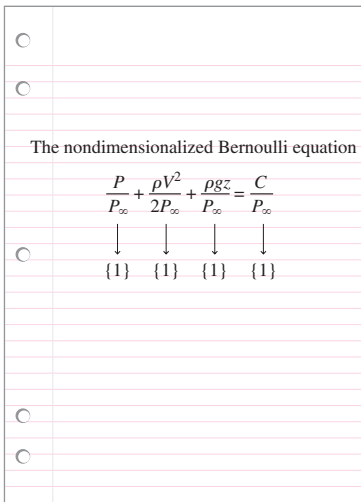 The nondimensionalized Bernoulli equation
P/P∞ + ρV²/2P∞ + ρgz/P∞ = C/P∞
{1} {1} {1} {1}